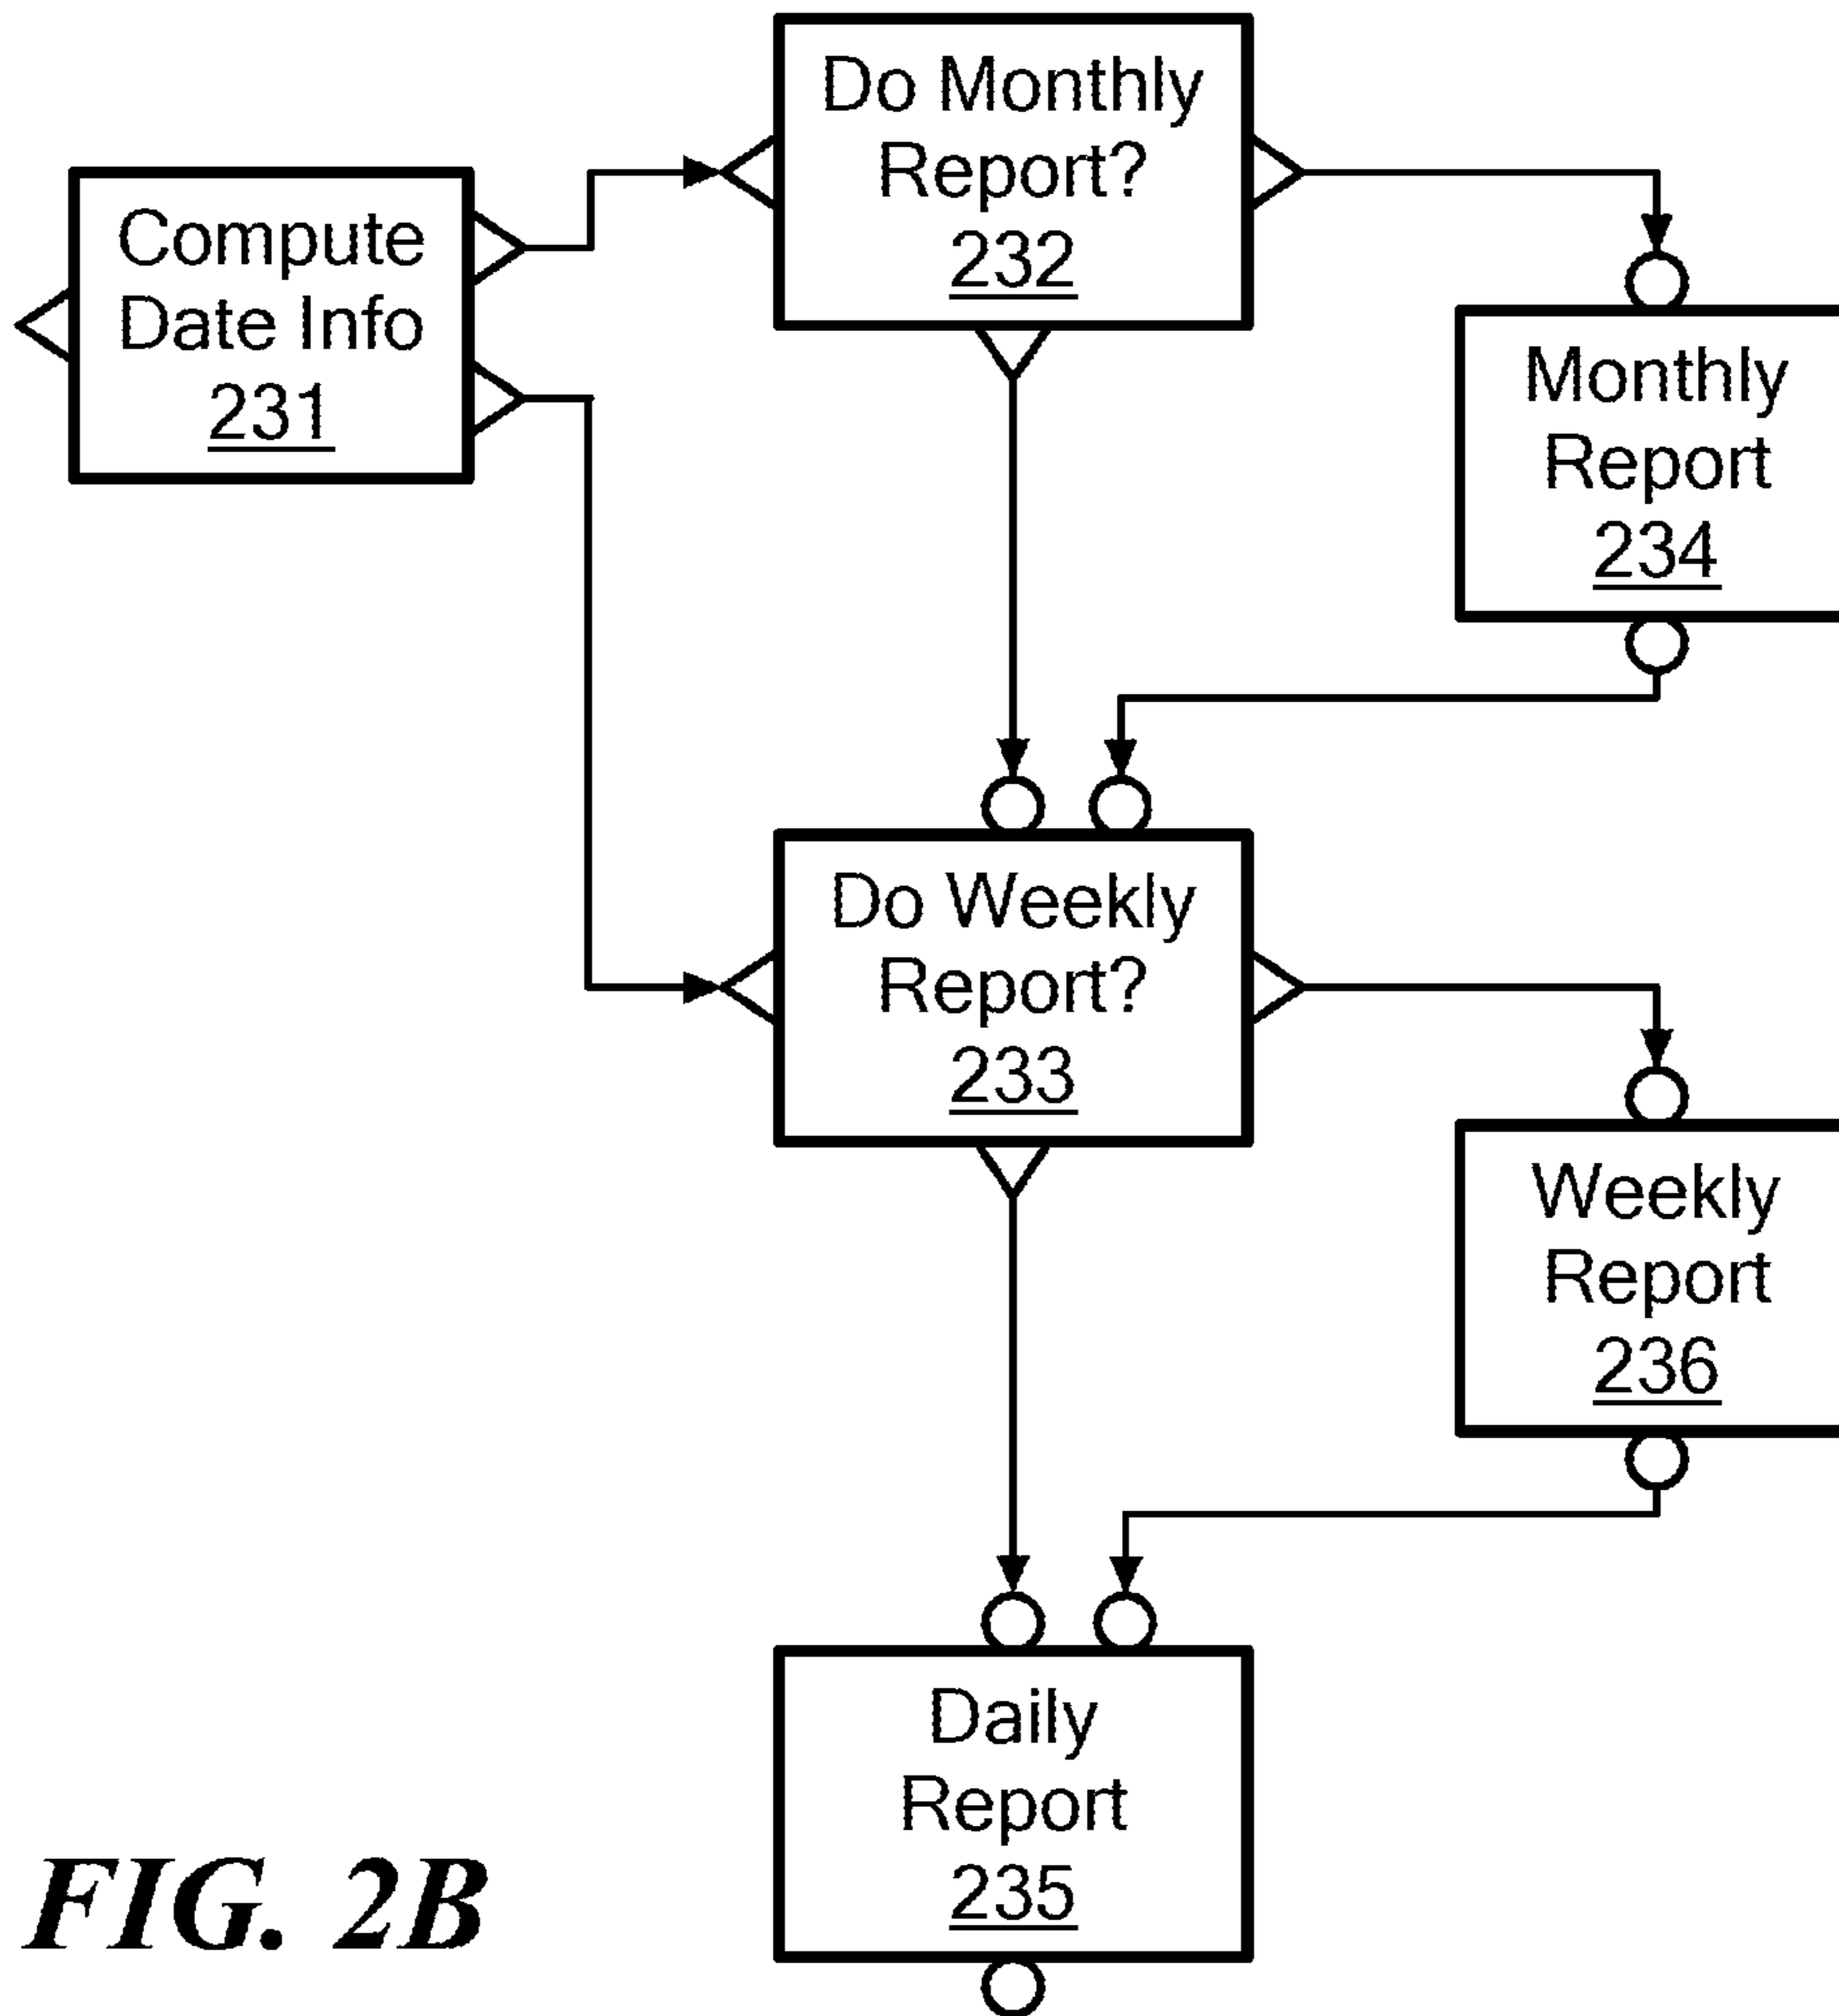 Do Monthly
Report?
232
Compute
Date Info
231
Monthly
Report
234
Do Weekly
Report?
233
Weekly
Report
236
Daily
Report
235
FIG. 2B